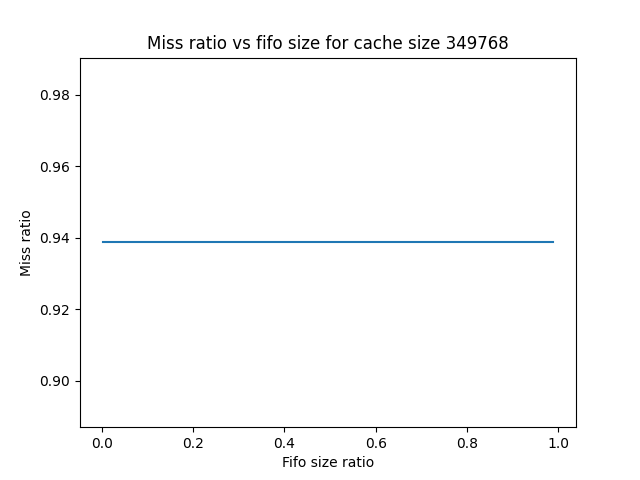 Miss ratio vs fifo size for cache size 349768
0.98
0.96
0.94
0.92
0.90
Miss ratio
0.0 0.2 0.4 0.6 0.8 1.0
Fifo size ratio